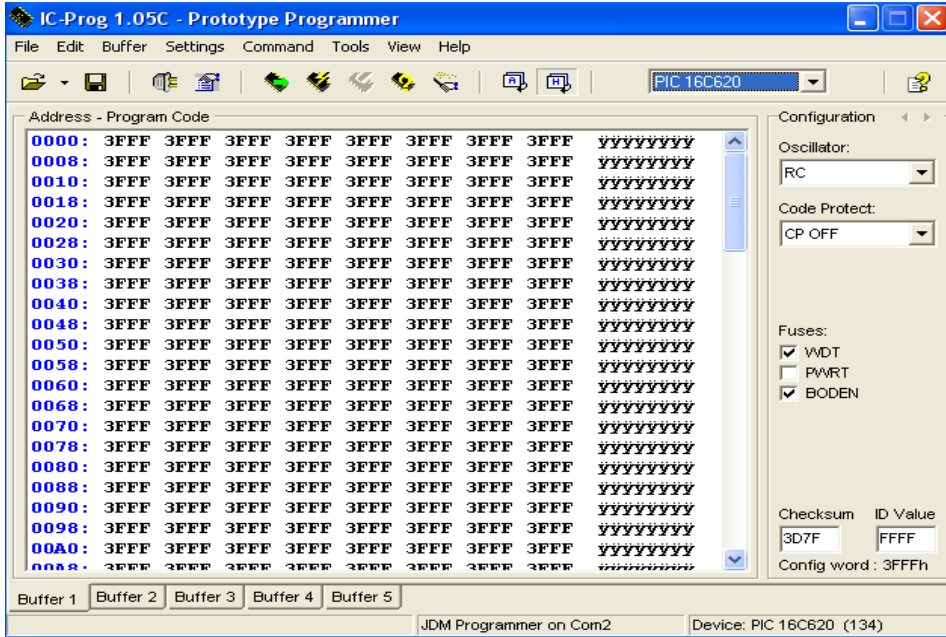 IC-Prog 1.05C - Prototype Programmer
File Edit Buffer Settings Command Tools View Help
PIC 16C620
Address - Program Code
0000: 3FFF 3FFF 3FFF 3FFF 3FFF 3FFF 3FFF 3FFF ÿÿÿÿÿÿÿÿ
0008: 3FFF 3FFF 3FFF 3FFF 3FFF 3FFF 3FFF 3FFF ÿÿÿÿÿÿÿÿ
0010: 3FFF 3FFF 3FFF 3FFF 3FFF 3FFF 3FFF 3FFF ÿÿÿÿÿÿÿÿ
0018: 3FFF 3FFF 3FFF 3FFF 3FFF 3FFF 3FFF 3FFF ÿÿÿÿÿÿÿÿ
0020: 3FFF 3FFF 3FFF 3FFF 3FFF 3FFF 3FFF 3FFF ÿÿÿÿÿÿÿÿ
0028: 3FFF 3FFF 3FFF 3FFF 3FFF 3FFF 3FFF 3FFF ÿÿÿÿÿÿÿÿ
0030: 3FFF 3FFF 3FFF 3FFF 3FFF 3FFF 3FFF 3FFF ÿÿÿÿÿÿÿÿ
0038: 3FFF 3FFF 3FFF 3FFF 3FFF 3FFF 3FFF 3FFF ÿÿÿÿÿÿÿÿ
0040: 3FFF 3FFF 3FFF 3FFF 3FFF 3FFF 3FFF 3FFF ÿÿÿÿÿÿÿÿ
0048: 3FFF 3FFF 3FFF 3FFF 3FFF 3FFF 3FFF 3FFF ÿÿÿÿÿÿÿÿ
0050: 3FFF 3FFF 3FFF 3FFF 3FFF 3FFF 3FFF 3FFF ÿÿÿÿÿÿÿÿ
0058: 3FFF 3FFF 3FFF 3FFF 3FFF 3FFF 3FFF 3FFF ÿÿÿÿÿÿÿÿ
0060: 3FFF 3FFF 3FFF 3FFF 3FFF 3FFF 3FFF 3FFF ÿÿÿÿÿÿÿÿ
0068: 3FFF 3FFF 3FFF 3FFF 3FFF 3FFF 3FFF 3FFF ÿÿÿÿÿÿÿÿ
0070: 3FFF 3FFF 3FFF 3FFF 3FFF 3FFF 3FFF 3FFF ÿÿÿÿÿÿÿÿ
0078: 3FFF 3FFF 3FFF 3FFF 3FFF 3FFF 3FFF 3FFF ÿÿÿÿÿÿÿÿ
0080: 3FFF 3FFF 3FFF 3FFF 3FFF 3FFF 3FFF 3FFF ÿÿÿÿÿÿÿÿ
0088: 3FFF 3FFF 3FFF 3FFF 3FFF 3FFF 3FFF 3FFF ÿÿÿÿÿÿÿÿ
0090: 3FFF 3FFF 3FFF 3FFF 3FFF 3FFF 3FFF 3FFF ÿÿÿÿÿÿÿÿ
0098: 3FFF 3FFF 3FFF 3FFF 3FFF 3FFF 3FFF 3FFF ÿÿÿÿÿÿÿÿ
00A0: 3FFF 3FFF 3FFF 3FFF 3FFF 3FFF 3FFF 3FFF ÿÿÿÿÿÿÿÿ
00A8: 3FFF 3FFF 3FFF 3FFF 3FFF 3FFF 3FFF 3FFF ÿÿÿÿÿÿÿÿ
Configuration
Oscillator:
RC
Code Protect:
CP OFF
Fuses:
WDT
PWRT
BODEN
Checksum ID Value
3D7F FFFF
Config word : 3FFFh
Buffer 1 Buffer 2 Buffer 3 Buffer 4 Buffer 5
JDM Programmer on Com2 Device: PIC 16C620 (134)